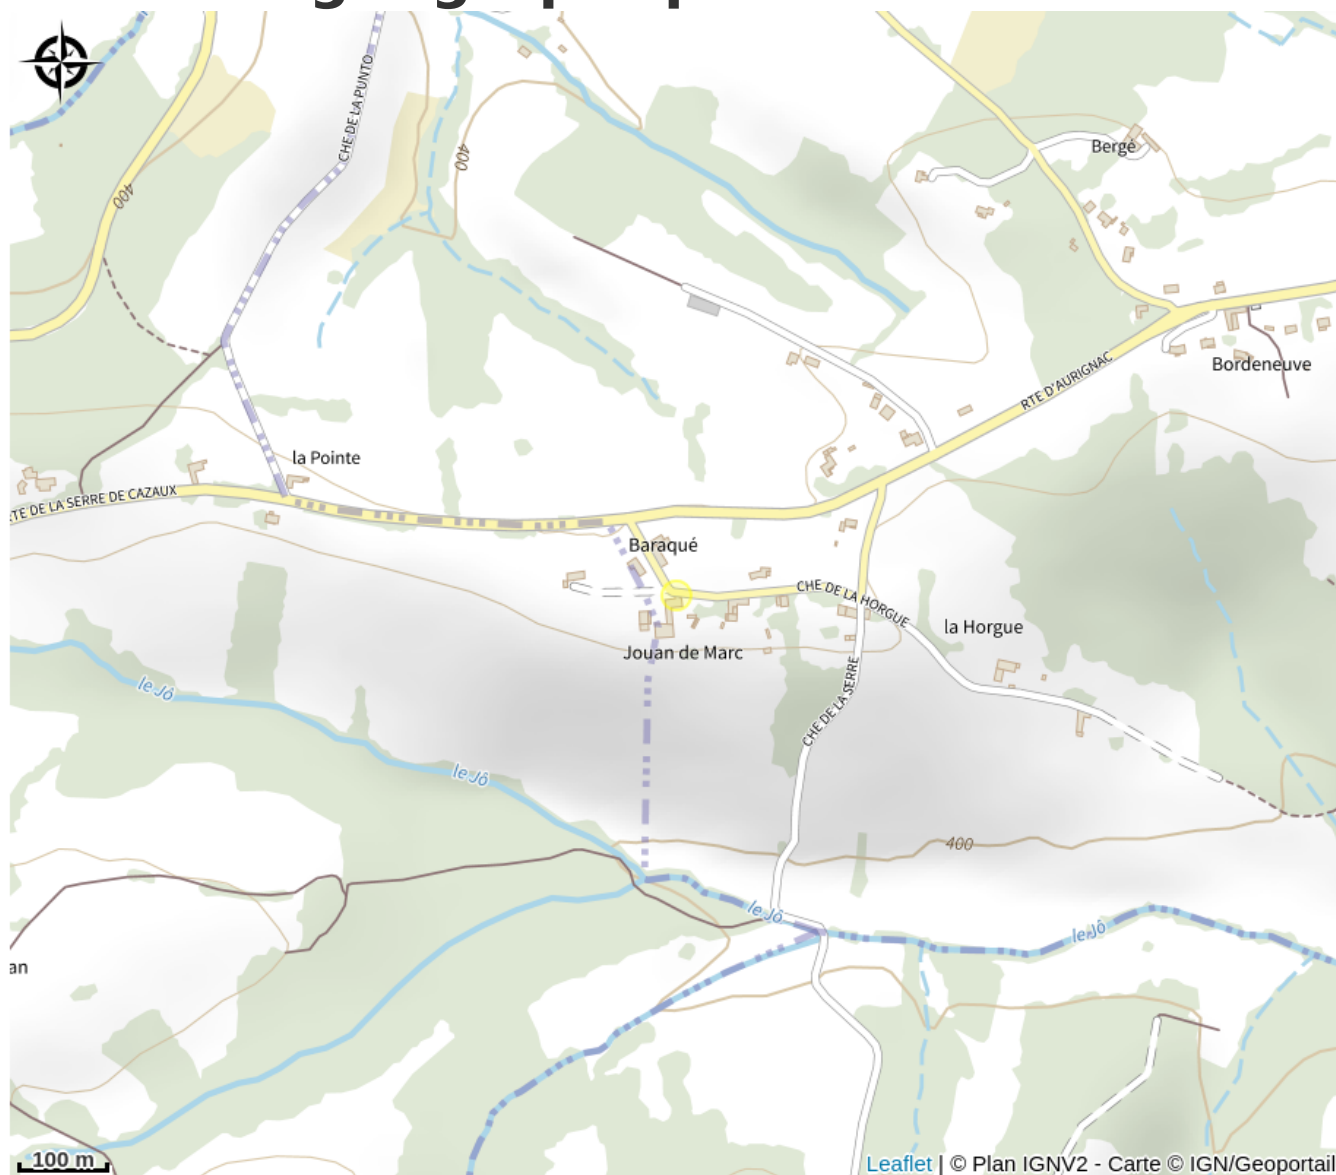 CHE DE LA PUNTO
400
400
Bergé
Bordeneuve
RTE D'AURIGNAC
la Pointe
RTE DE LA SERRE DE CAZAUX
Baraqué
CHE DE LA HORGUE
la Horgue
Jouan de Marc
CHE DE LA SERRE
le Jô
le Jô
400
le Jô
le Jô
an
100 m
Leaflet | © Plan IGNV2 - Carte © IGN/Geoportail